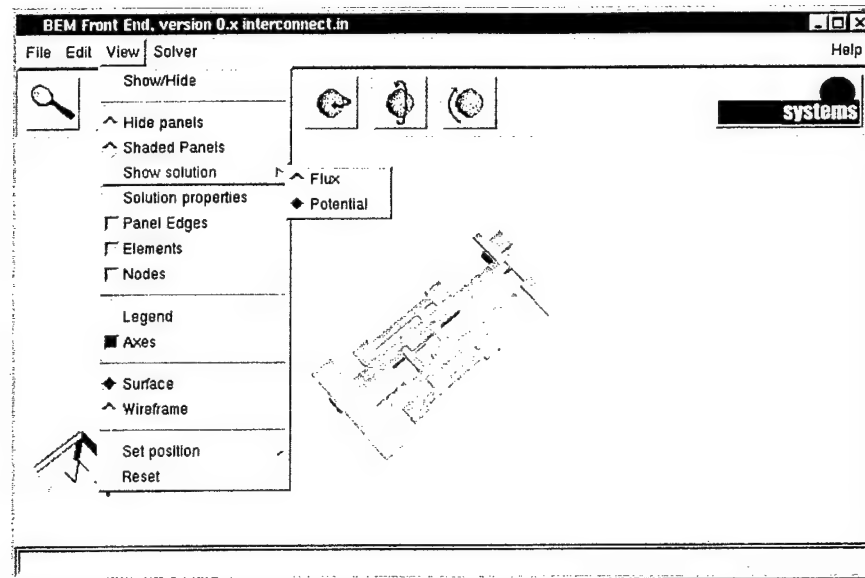 BEM Front End, version 0.x interconnect.in
File Edit View Solver Help
Show/Hide
systems
Hide panels
Shaded Panels
Show solution
Flux
Solution properties
Potential
Panel Edges
Elements
Nodes
Legend
Axes
Surface
Wireframe
Set position
Reset